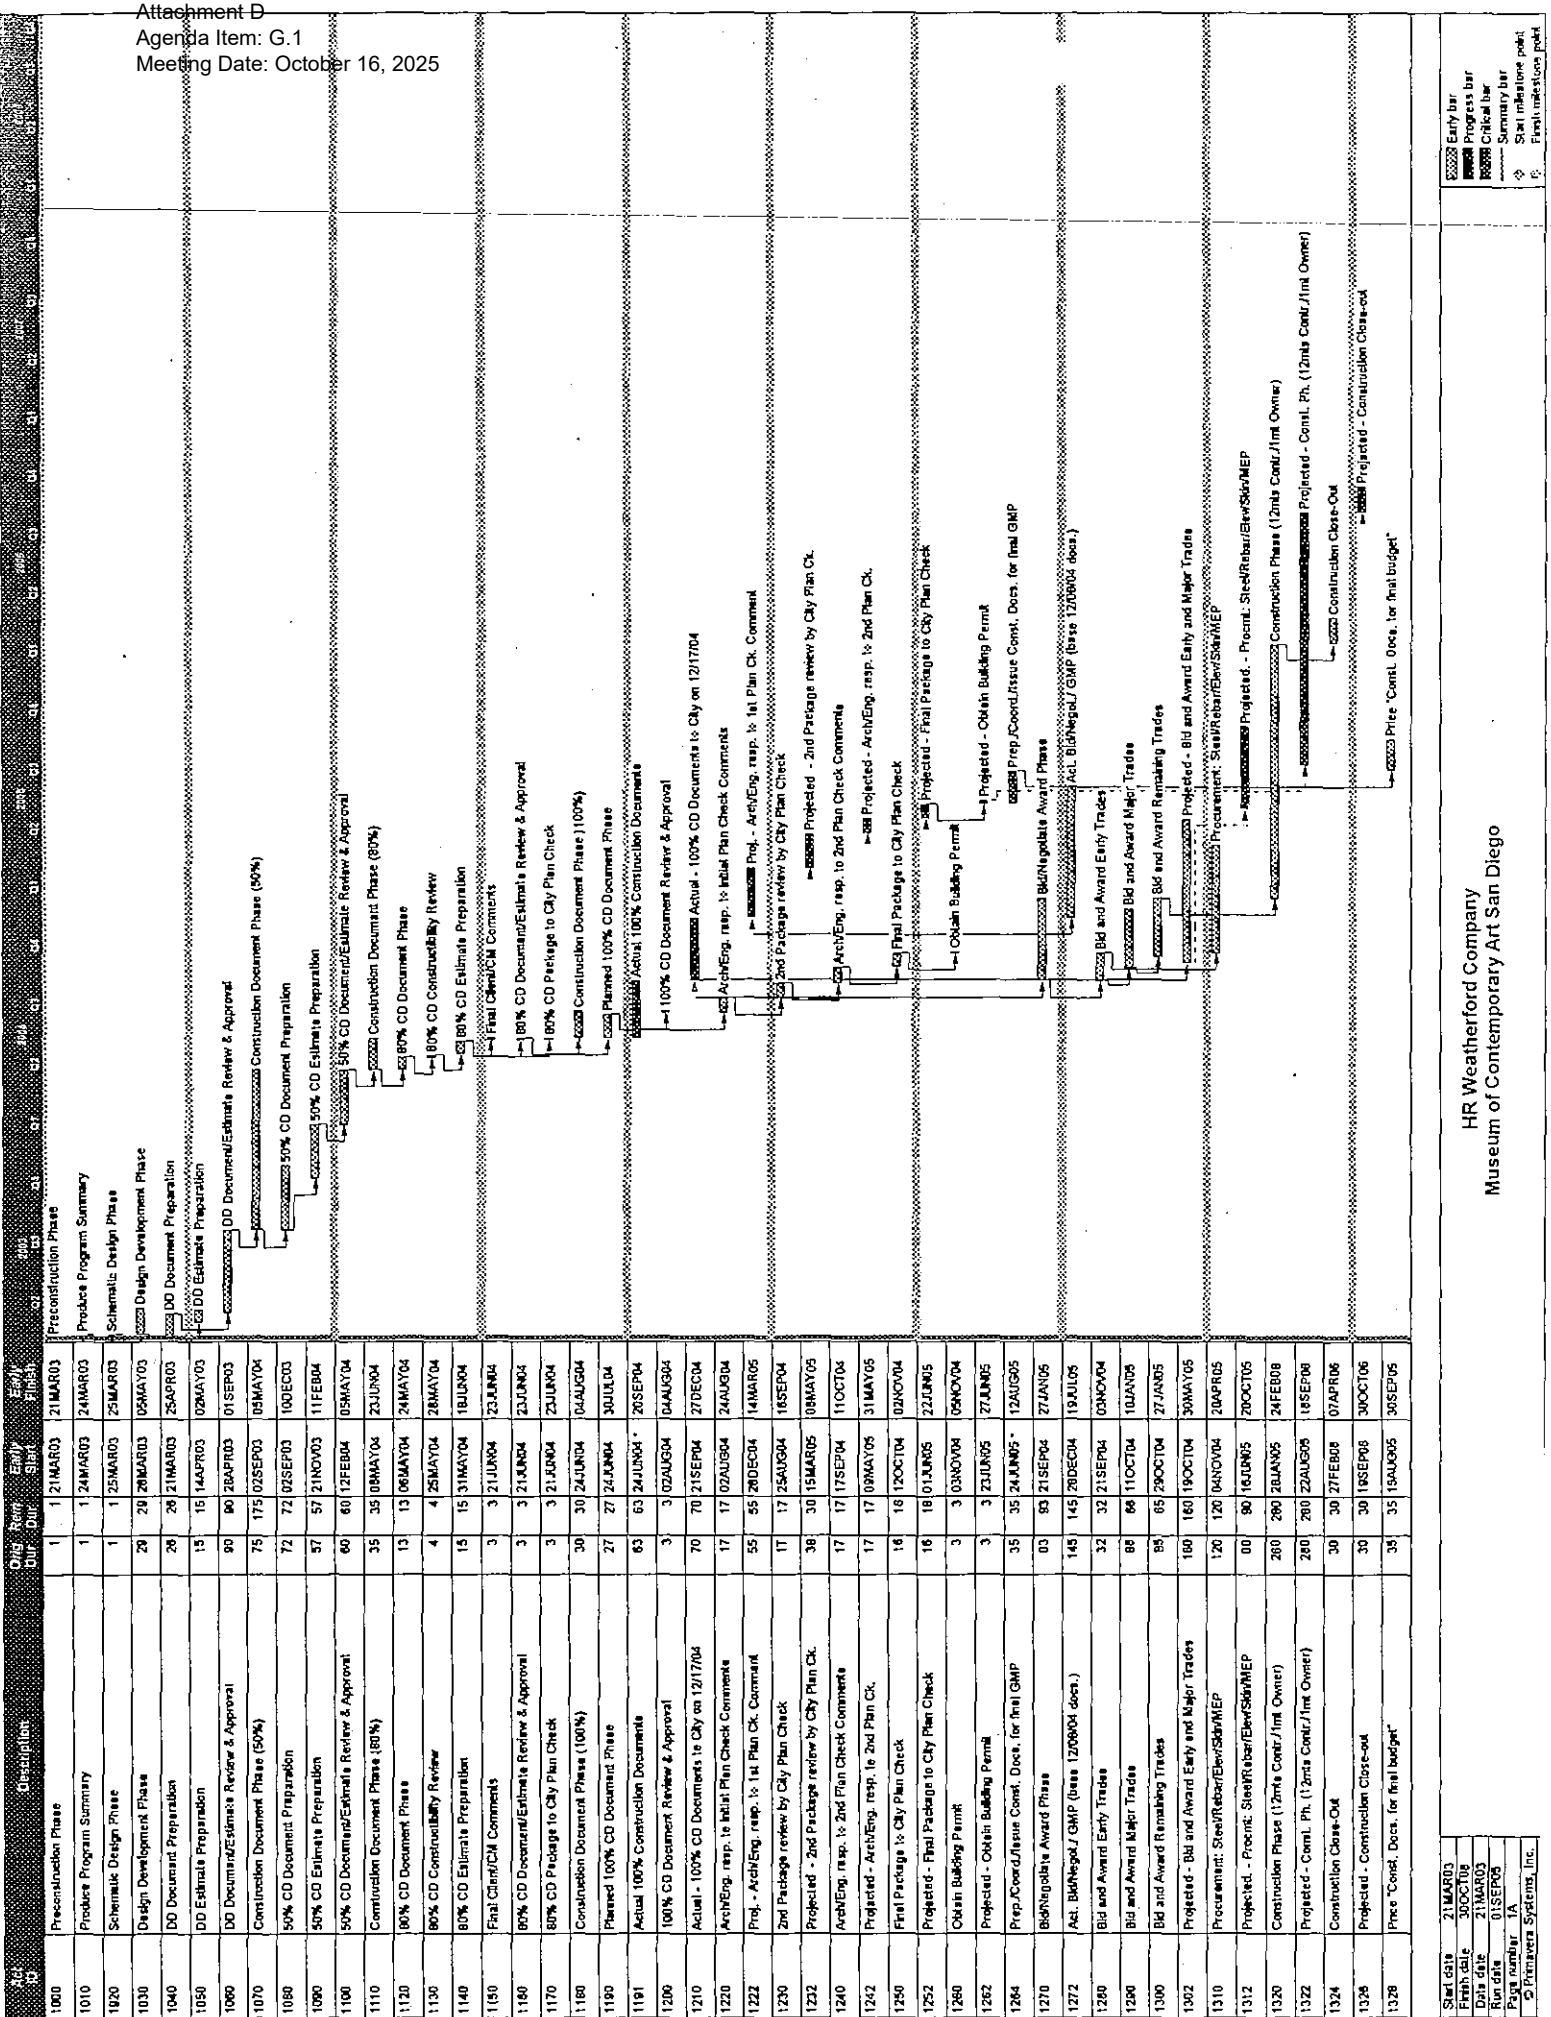 Attachment D
Agenda Item: G.1
Meeting Date: October 16, 2025
Act ID Description Orig Dur Rem Dur Early Start Early Finish
1000 Preconstruction Phase 1 1 21MAR03 21MAR03
1010 Produce Program Summary 1 1 24MAR03 24MAR03
1020 Schematic Design Phase 1 1 25MAR03 25MAR03
1030 Design Development Phase 29 29 26MAR03 05MAY03
1040 DD Document Preparation 26 26 21MAR03 25APR03
1050 DD Estimate Preparation 15 15 14APR03 02MAY03
1060 DD Document/Estimate Review & Approval 90 90 28APR03 01SEP03
1070 Construction Document Phase (50%) 75 175 02SEP03 05MAY04
1080 50% CD Document Preparation 72 72 02SEP03 10DEC03
1090 50% CD Estimate Preparation 57 57 21NOV03 11FEB04
1100 50% CD Document/Estimate Review & Approval 60 60 12FEB04 05MAY04
1110 Construction Document Phase (80%) 35 35 06MAY04 23JUN04
1120 80% CD Document Phase 13 13 06MAY04 24MAY04
1130 80% CD Constructibility Review 4 4 25MAY04 28MAY04
1140 80% CD Estimate Preparation 15 15 31MAY04 18JUN04
1150 Final Client/CM Comments 3 3 21JUN04 23JUN04
1160 80% CD Document/Estimate Review & Approval 3 3 21JUN04 23JUN04
1170 80% CD Package to City Plan Check 3 3 21JUN04 23JUN04
1180 Construction Document Phase (100%) 30 30 24JUN04 04AUG04
1190 Planned 100% CD Document Phase 27 27 24JUN04 30JUL04
1191 Actual 100% Construction Documents 63 63 24JUN04 * 20SEP04
1200 100% CD Document Review & Approval 3 3 02AUG04 04AUG04
1210 Actual - 100% CD Documents to City on 12/17/04 70 70 21SEP04 27DEC04
1220 Arch/Eng. resp. to Initial Plan Check Comments 17 17 02AUG04 24AUG04
1222 Proj. - Arch/Eng. resp. to 1st Plan Ck. Comment 55 55 28DEC04 14MAR05
1230 2nd Package review by City Plan Check 17 17 25AUG04 16SEP04
1232 Projected - 2nd Package review by City Plan Ck. 38 30 15MAR05 06MAY05
1240 Arch/Eng. resp. to 2nd Plan Check Comments 17 17 17SEP04 11OCT04
1242 Projected - Arch/Eng. resp. to 2nd Plan Ck. 17 17 09MAY05 31MAY05
1250 Final Package to City Plan Check 16 16 12OCT04 02NOV04
1252 Projected - Final Package to City Plan Check 16 16 01JUN05 22JUN05
1260 Obtain Building Permit 3 3 03NOV04 05NOV04
1262 Projected - Obtain Building Permit 3 3 23JUN05 27JUN05
1264 Prep./Coord./Issue Const. Docs. for final GMP 35 35 24JUN05 * 12AUG05
1270 Bid/Negotiate Award Phase 93 93 21SEP04 27JAN05
1272 Act. Bid/Negot./ GMP (base 12/08/04 docs.) 145 145 28DEC04 19JUL05
1280 Bid and Award Early Trades 32 32 21SEP04 03NOV04
1290 Bid and Award Major Trades 66 66 11OCT04 10JAN05
1300 Bid and Award Remaining Trades 65 65 29OCT04 27JAN05
1302 Projected - Bid and Award Early and Major Trades 160 160 19OCT04 30MAY05
1310 Procurement: Steel/Rebar/Elev/Skin/MEP 120 120 04NOV04 20APR05
1312 Projected. - Procmt: Steel/Rebar/Elev/Skin/MEP 90 90 16JUN05 20OCT05
1320 Construction Phase (12mts Contr./1mt Owner) 280 280 28JAN05 24FEB06
1322 Projected - Const. Ph. (12mts Contr./1mt Owner) 280 280 22AUG05 18SEP06
1324 Construction Close-Out 30 30 27FEB06 07APR06
1326 Projected - Construction Close-out 30 30 19SEP06 30OCT06
1328 Price "Const. Docs. for final budget" 35 35 15AUG05 30SEP05
Start date 21MAR03
Finish date 30OCT06
Data date 21MAR03
Run date 01SEP05
Page number 1A
© Primavera Systems, Inc.
HR Weatherford Company
Museum of Contemporary Art San Diego
Early bar
Progress bar
Critical bar
Summary bar
Start milestone point
Finish milestone point